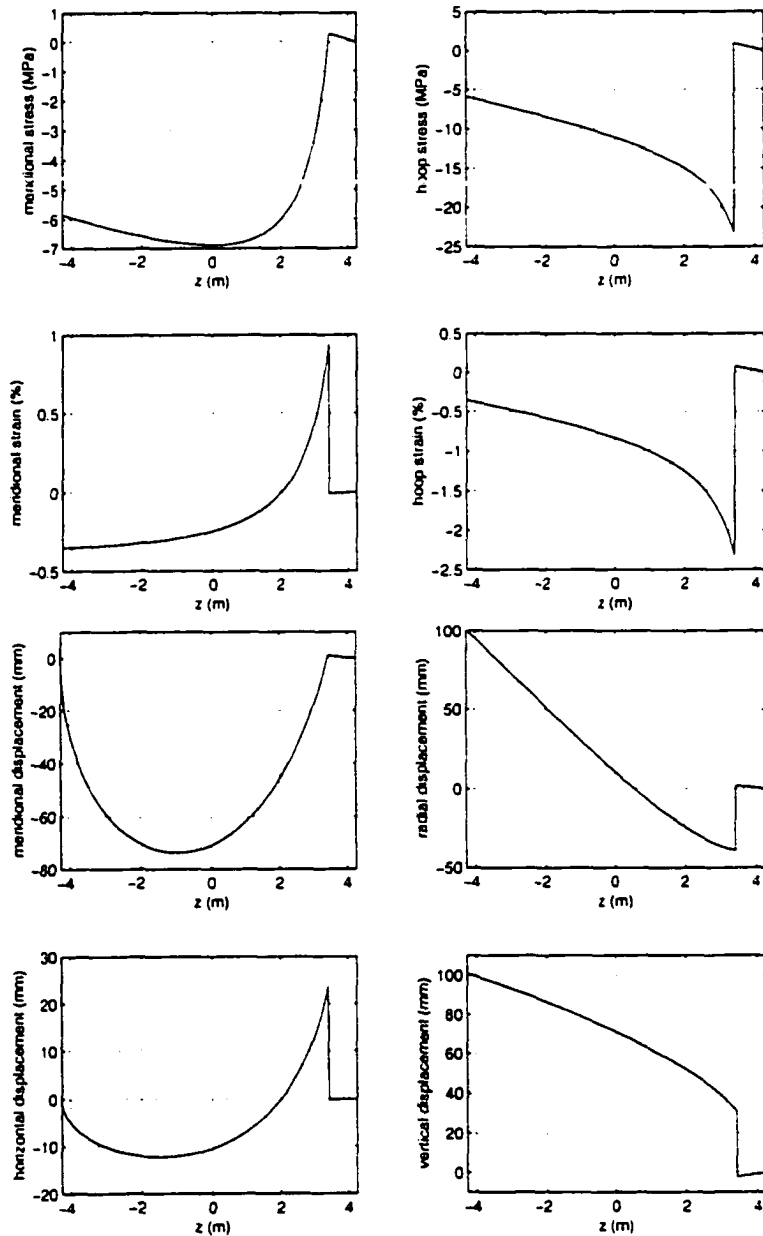 meridional stress (MPa)
1
0
-1
-2
-3
-4
-5
-6
-7
-4 -2 0 2 4
z (m)
hoop stress (MPa)
5
0
-5
-10
-15
-20
-25
-4 -2 0 2 4
z (m)
meridional strain (%)
1
0.5
0
-0.5
-4 -2 0 2 4
z (m)
hoop strain (%)
0.5
0
-0.5
-1
-1.5
-2
-2.5
-4 -2 0 2 4
z (m)
meridional displacement (mm)
0
-20
-40
-60
-80
-4 -2 0 2 4
z (m)
radial displacement (mm)
100
50
0
-50
-4 -2 0 2 4
z (m)
horizontal displacement (mm)
30
20
10
0
-10
-20
-4 -2 0 2 4
z (m)
vertical displacement (mm)
100
80
60
40
20
0
-4 -2 0 2 4
z (m)